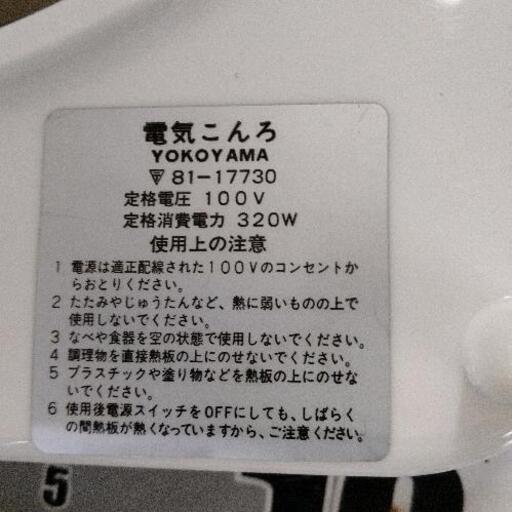 電気こんろ
YOKOYAMA
81-17730
定格電圧 100V
定格消費電力 320W
使用上の注意
1 電源は適正配線された100Vのコンセントか
らおとりください。
2 たたみやじゅうたんなど、熱に弱いものの上で
使用しないでください。
3 なべや食器を空の状態で使用しないでください。
4 調理物を直接熱板の上にのせないでください。
5 プラスチックや塗り物などを熱板の上にのせな
いでください。
6 使用後電源スイッチをOFFにしても、しばらく
の間熱板が熱くなっていますから、ご注意ください。
5